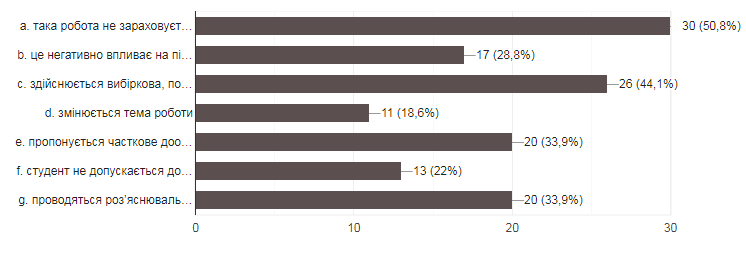 a. така робота не зараховуєт…
30 (50,8%)
b. це негативно впливає на пі…
17 (28,8%)
c. здійснюється вибіркова, по…
26 (44,1%)
d. змінюється тема роботи
11 (18,6%)
e. пропонується часткове доо…
20 (33,9%)
f. студент не допускається до…
13 (22%)
g. проводяться роз’яснюваль…
20 (33,9%)
0 10 20 30